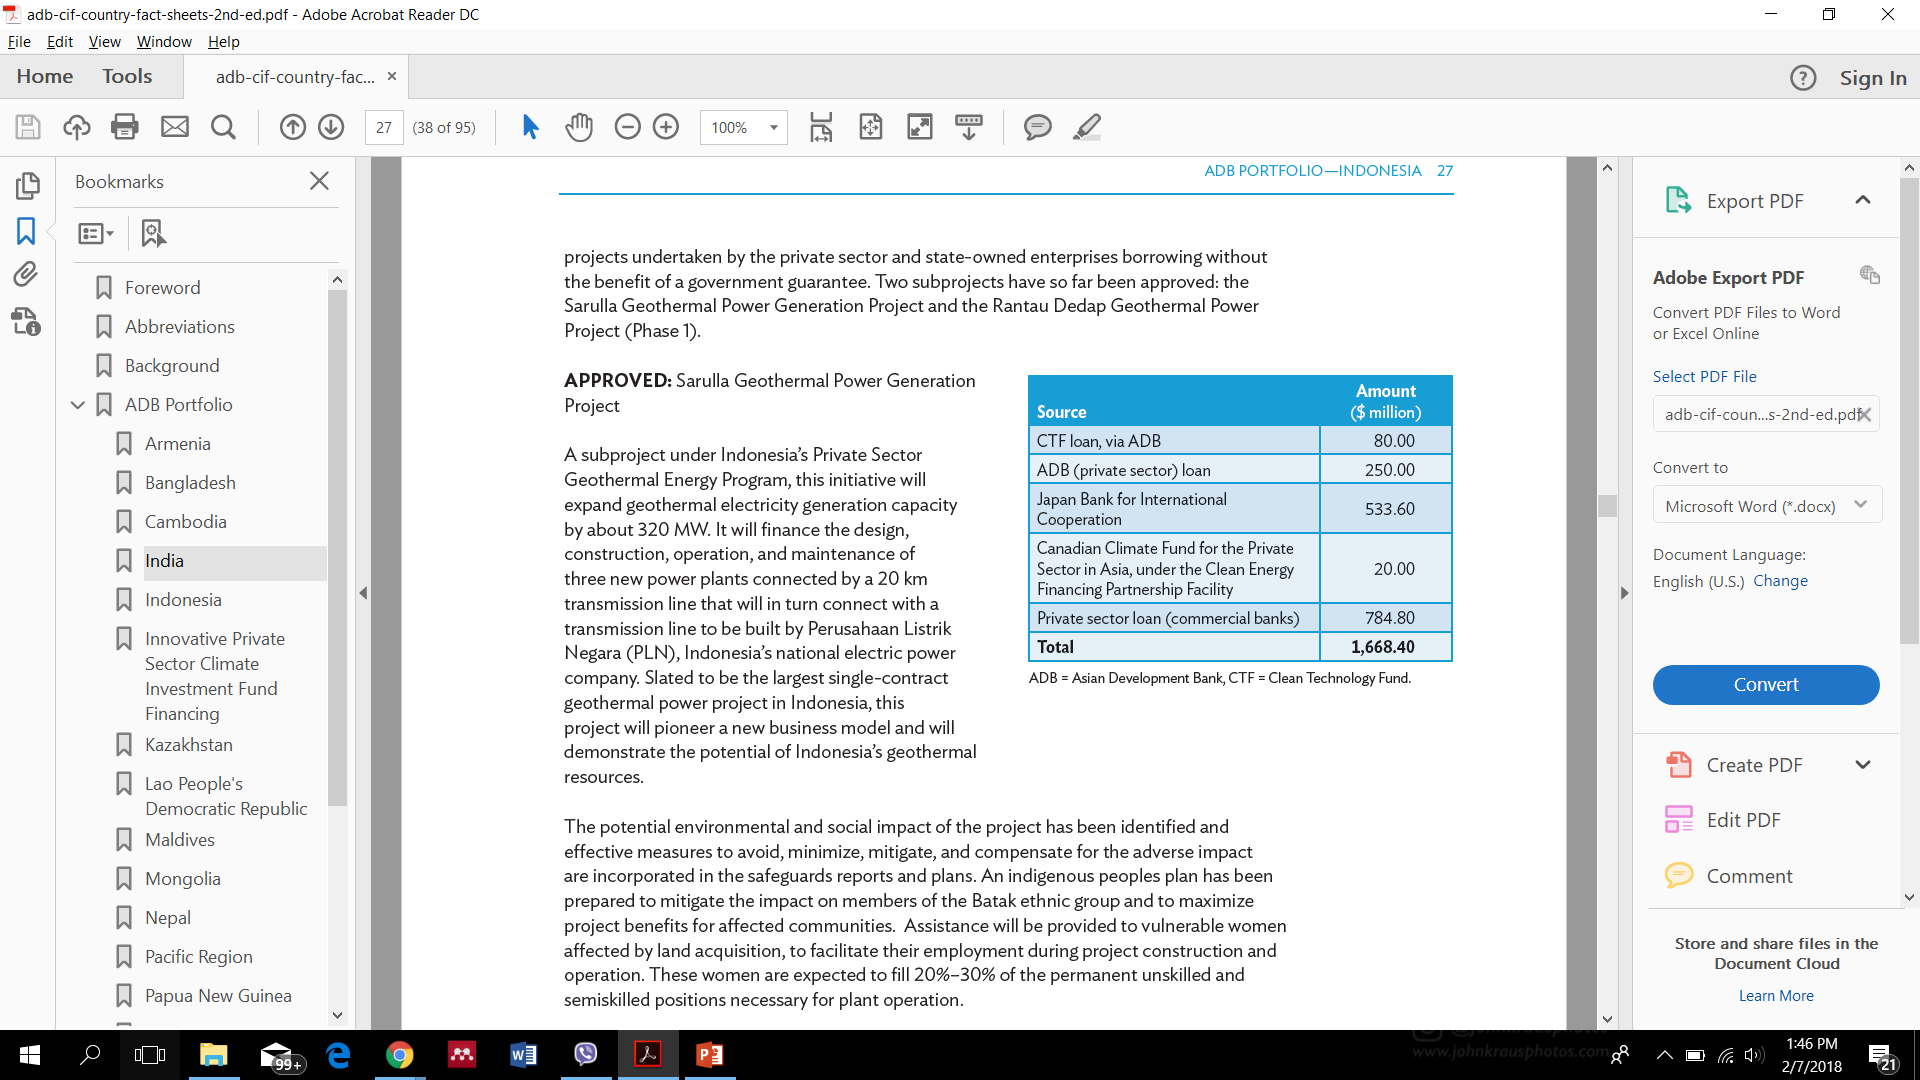 adb-cif-country-fact-sheets-2nd-ed.pdf - Adobe Acrobat Reader DC
File Edit View Window Help
Home Tools adb-cif-country-fac... ×
Sign In
27 (38 of 95) 100%
Bookmarks
Foreword
Abbreviations
Background
ADB Portfolio
Armenia
Bangladesh
Cambodia
India
Indonesia
Innovative Private
Sector Climate
Investment Fund
Financing
Kazakhstan
Lao People's
Democratic Republic
Maldives
Mongolia
Nepal
Pacific Region
Papua New Guinea
ADB PORTFOLIO—INDONESIA 27
projects undertaken by the private sector and state-owned enterprises borrowing without
the benefit of a government guarantee. Two subprojects have so far been approved: the
Sarulla Geothermal Power Generation Project and the Rantau Dedap Geothermal Power
Project (Phase 1).
APPROVED: Sarulla Geothermal Power Generation
Project
A subproject under Indonesia’s Private Sector
Geothermal Energy Program, this initiative will
expand geothermal electricity generation capacity
by about 320 MW. It will finance the design,
construction, operation, and maintenance of
three new power plants connected by a 20 km
transmission line that will in turn connect with a
transmission line to be built by Perusahaan Listrik
Negara (PLN), Indonesia’s national electric power
company. Slated to be the largest single-contract
geothermal power project in Indonesia, this
project will pioneer a new business model and will
demonstrate the potential of Indonesia’s geothermal
resources.
Amount
Source ($ million)
CTF loan, via ADB 80.00
ADB (private sector) loan 250.00
Japan Bank for International
Cooperation 533.60
Canadian Climate Fund for the Private
Sector in Asia, under the Clean Energy 20.00
Financing Partnership Facility
Private sector loan (commercial banks) 784.80
Total 1,668.40
ADB = Asian Development Bank, CTF = Clean Technology Fund.
The potential environmental and social impact of the project has been identified and
effective measures to avoid, minimize, mitigate, and compensate for the adverse impact
are incorporated in the safeguards reports and plans. An indigenous peoples plan has been
prepared to mitigate the impact on members of the Batak ethnic group and to maximize
project benefits for affected communities. Assistance will be provided to vulnerable women
affected by land acquisition, to facilitate their employment during project construction and
operation. These women are expected to fill 20%–30% of the permanent unskilled and
semiskilled positions necessary for plant operation.
Export PDF
Adobe Export PDF
Convert PDF Files to Word
or Excel Online
Select PDF File
adb-cif-coun...s-2nd-ed.pdf
Convert to
Microsoft Word (*.docx)
Document Language:
English (U.S.) Change
Convert
Create PDF
Edit PDF
Comment
Store and share files in the
Document Cloud
Learn More
99+
www.johnkrausphotos.com
1:46 PM
2/7/2018
21